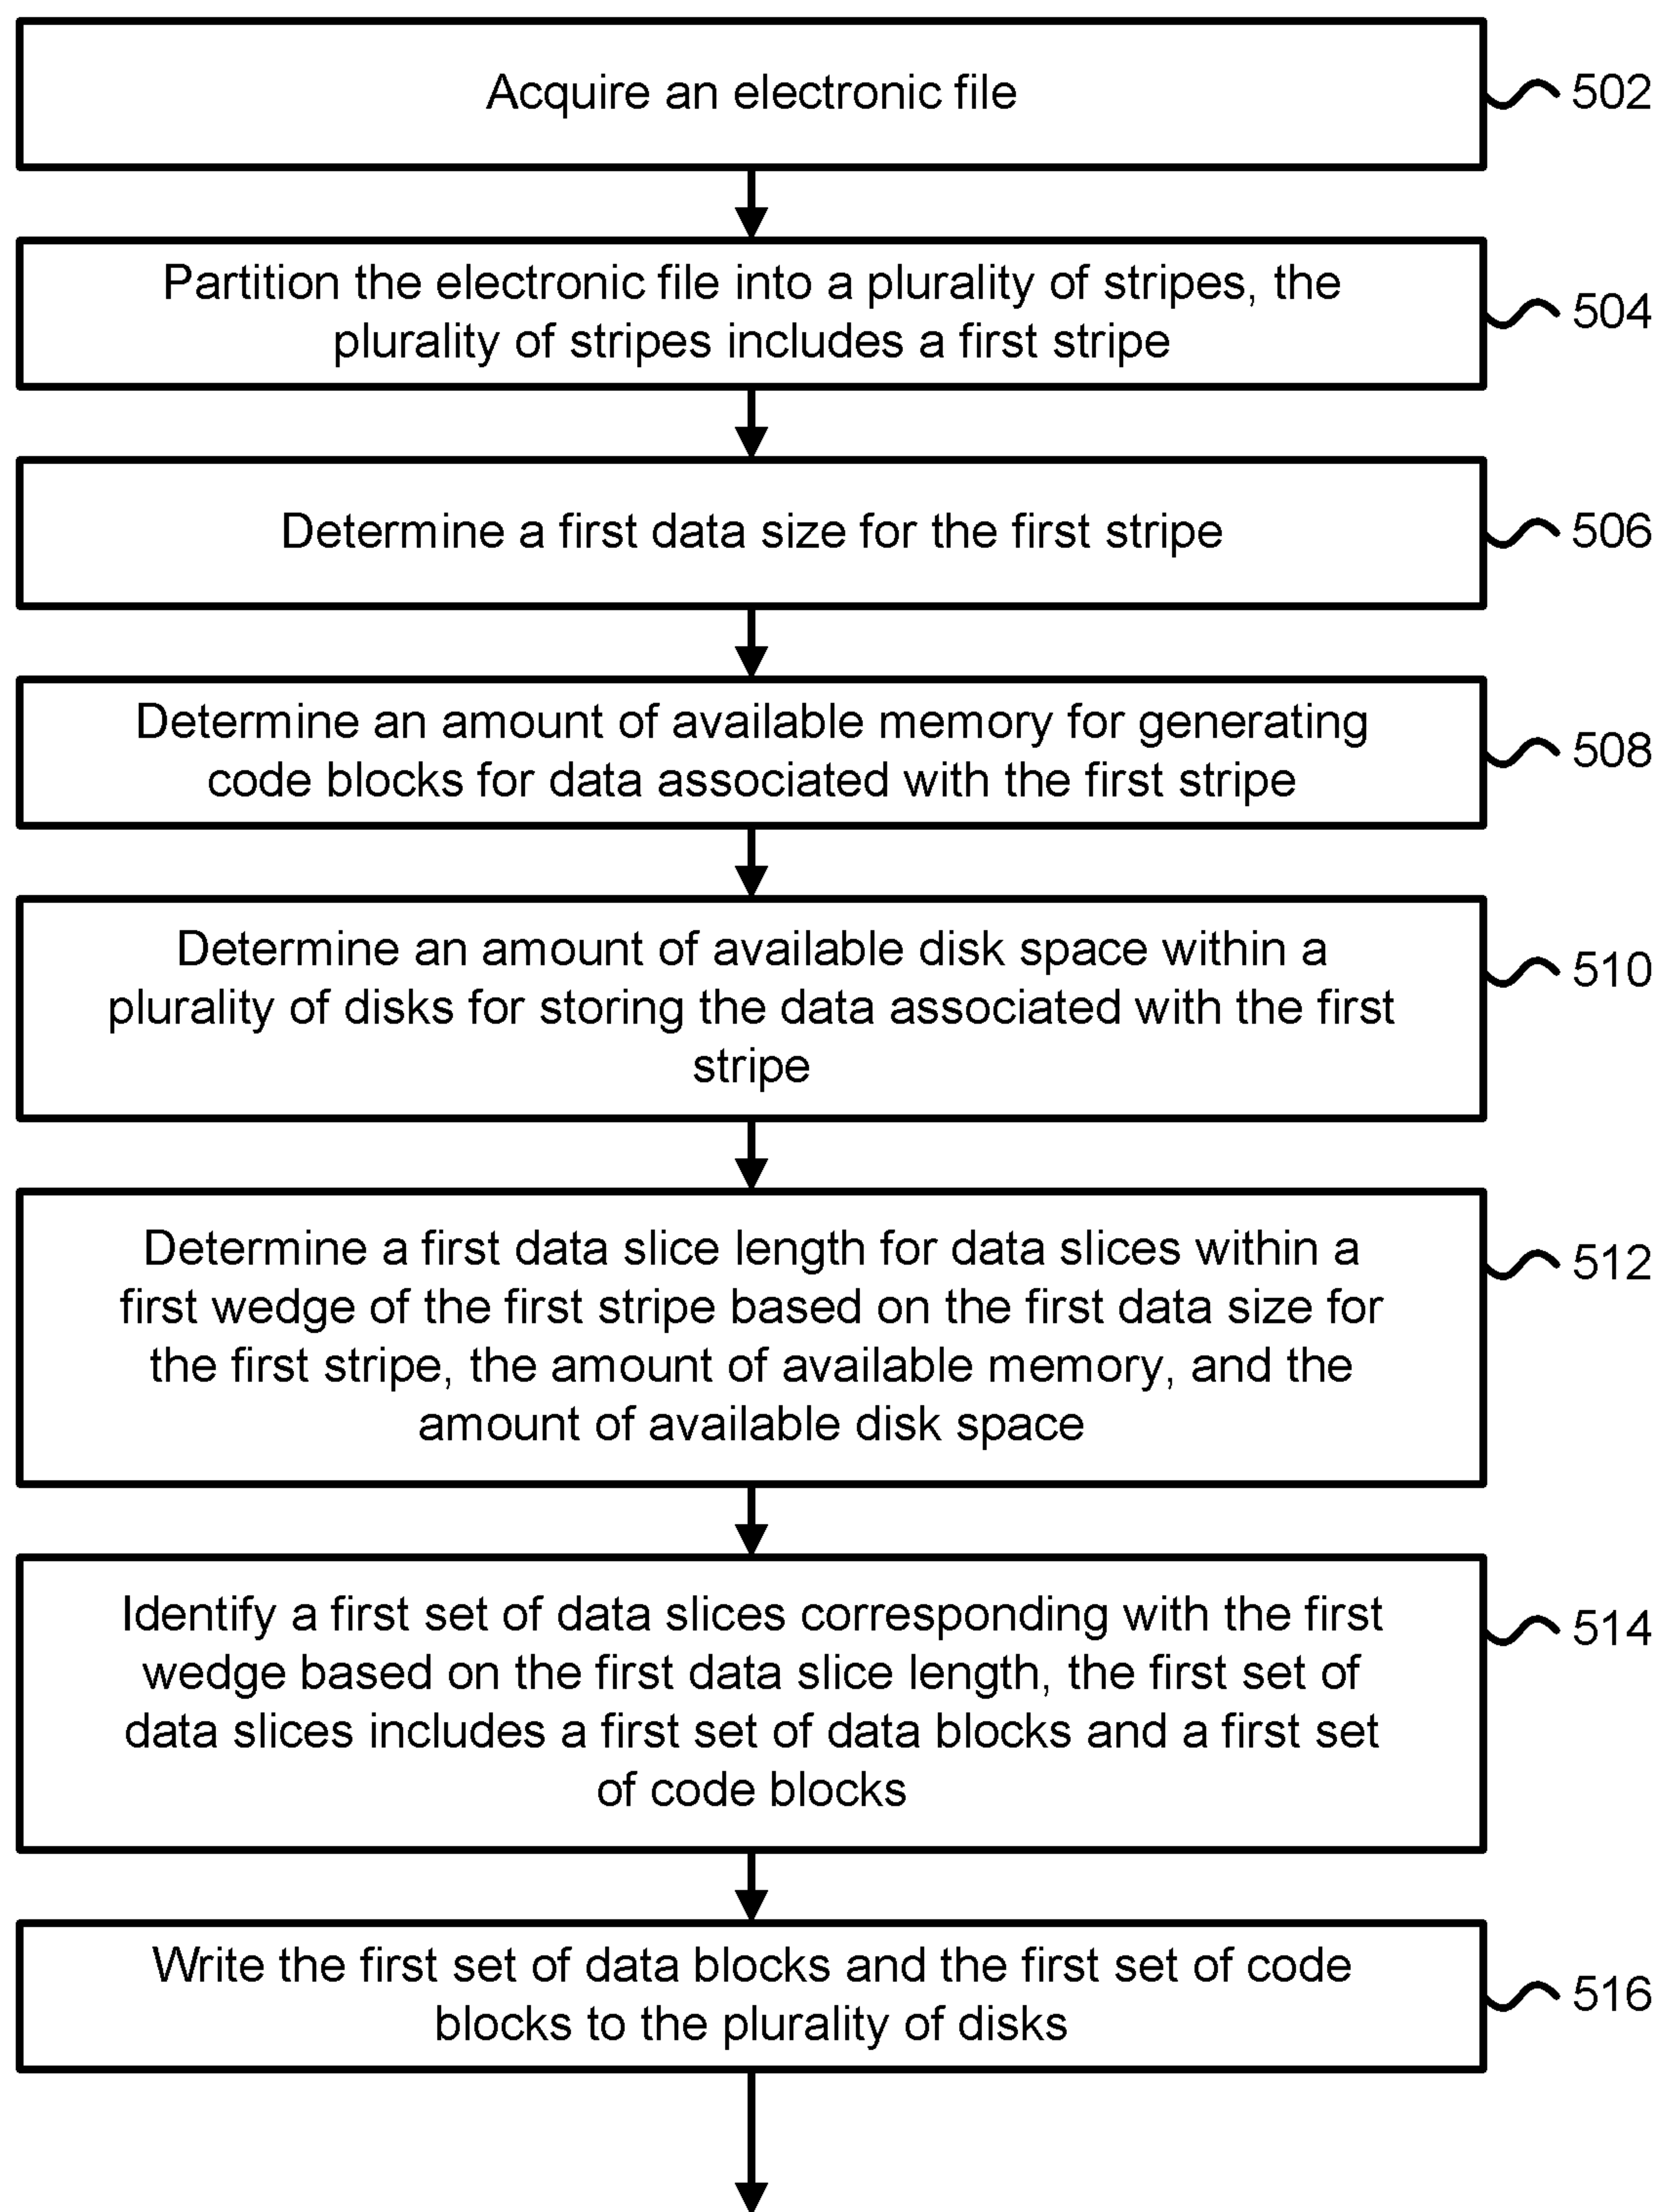 Acquire an electronic file
502
Partition the electronic file into a plurality of stripes, the
plurality of stripes includes a first stripe
504
Determine a first data size for the first stripe
506
Determine an amount of available memory for generating
code blocks for data associated with the first stripe
508
Determine an amount of available disk space within a
plurality of disks for storing the data associated with the first
stripe
510
Determine a first data slice length for data slices within a
first wedge of the first stripe based on the first data size for
the first stripe, the amount of available memory, and the
amount of available disk space
512
Identify a first set of data slices corresponding with the first
wedge based on the first data slice length, the first set of
data slices includes a first set of data blocks and a first set
of code blocks
514
Write the first set of data blocks and the first set of code
blocks to the plurality of disks
516